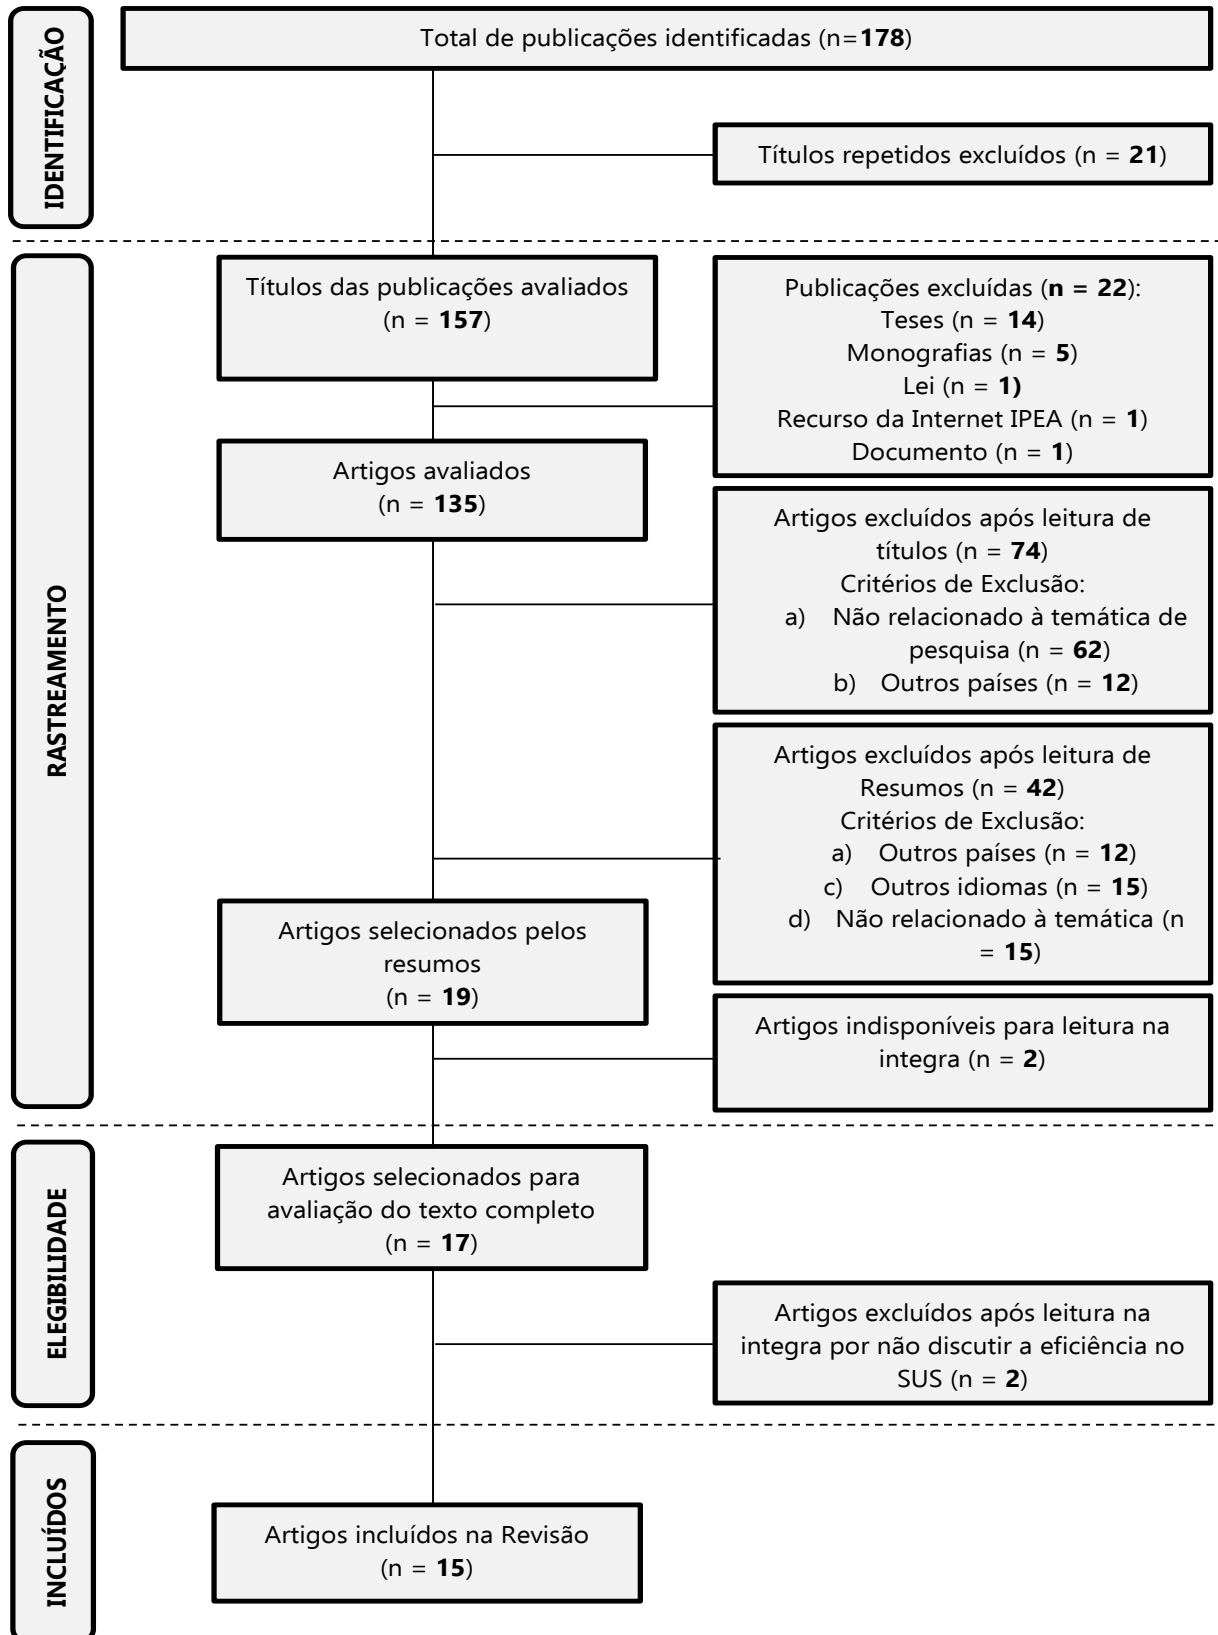 IDENTIFICAÇÃO
Total de publicações identificadas (n=178)
Títulos repetidos excluídos (n = 21)
RASTREAMENTO
Títulos das publicações avaliados
(n = 157)
Publicações excluídas (n = 22):
Teses (n = 14)
Monografias (n = 5)
Lei (n = 1)
Recurso da Internet IPEA (n = 1)
Documento (n = 1)
Artigos avaliados
(n = 135)
Artigos excluídos após leitura de
títulos (n = 74)
Critérios de Exclusão:
a) Não relacionado à temática de
pesquisa (n = 62)
b) Outros países (n = 12)
Artigos excluídos após leitura de
Resumos (n = 42)
Critérios de Exclusão:
a) Outros países (n = 12)
c) Outros idiomas (n = 15)
d) Não relacionado à temática (n
= 15)
Artigos selecionados pelos
resumos
(n = 19)
Artigos indisponíveis para leitura na
integra (n = 2)
ELEGIBILIDADE
Artigos selecionados para
avaliação do texto completo
(n = 17)
Artigos excluídos após leitura na
integra por não discutir a eficiência no
SUS (n = 2)
INCLUÍDOS
Artigos incluídos na Revisão
(n = 15)